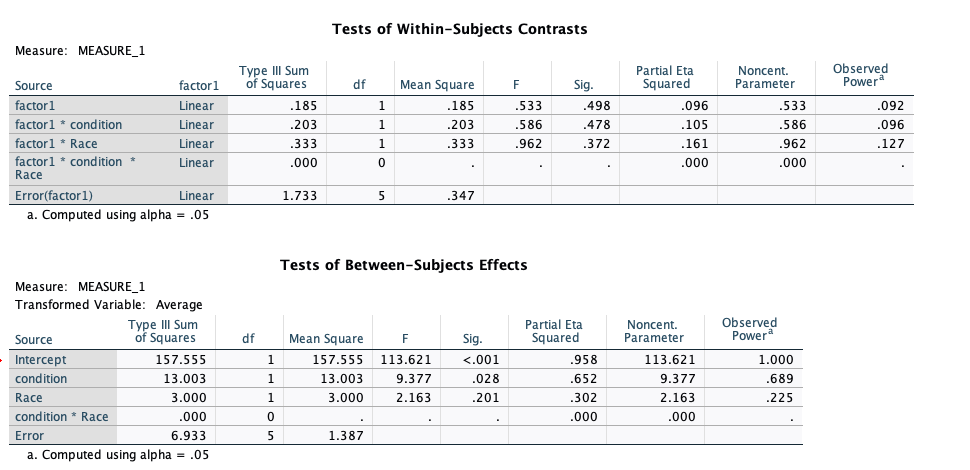 Tests of Within-Subjects Contrasts
Measure: MEASURE_1
Source factor1 Type III Sum of Squares df Mean Square F Sig. Partial Eta Squared Noncent. Parameter Observed Power^a
factor1 Linear .185 1 .185 .533 .498 .096 .533 .092
factor1 * condition Linear .203 1 .203 .586 .478 .105 .586 .096
factor1 * Race Linear .333 1 .333 .962 .372 .161 .962 .127
factor1 * condition * Race Linear .000 0 . . . .000 .000 .
Error(factor1) Linear 1.733 5 .347
a. Computed using alpha = .05
Tests of Between-Subjects Effects
Measure: MEASURE_1
Transformed Variable: Average
Source Type III Sum of Squares df Mean Square F Sig. Partial Eta Squared Noncent. Parameter Observed Power^a
Intercept 157.555 1 157.555 113.621 <.001 .958 113.621 1.000
condition 13.003 1 13.003 9.377 .028 .652 9.377 .689
Race 3.000 1 3.000 2.163 .201 .302 2.163 .225
condition * Race .000 0 . . . .000 .000 .
Error 6.933 5 1.387
a. Computed using alpha = .05